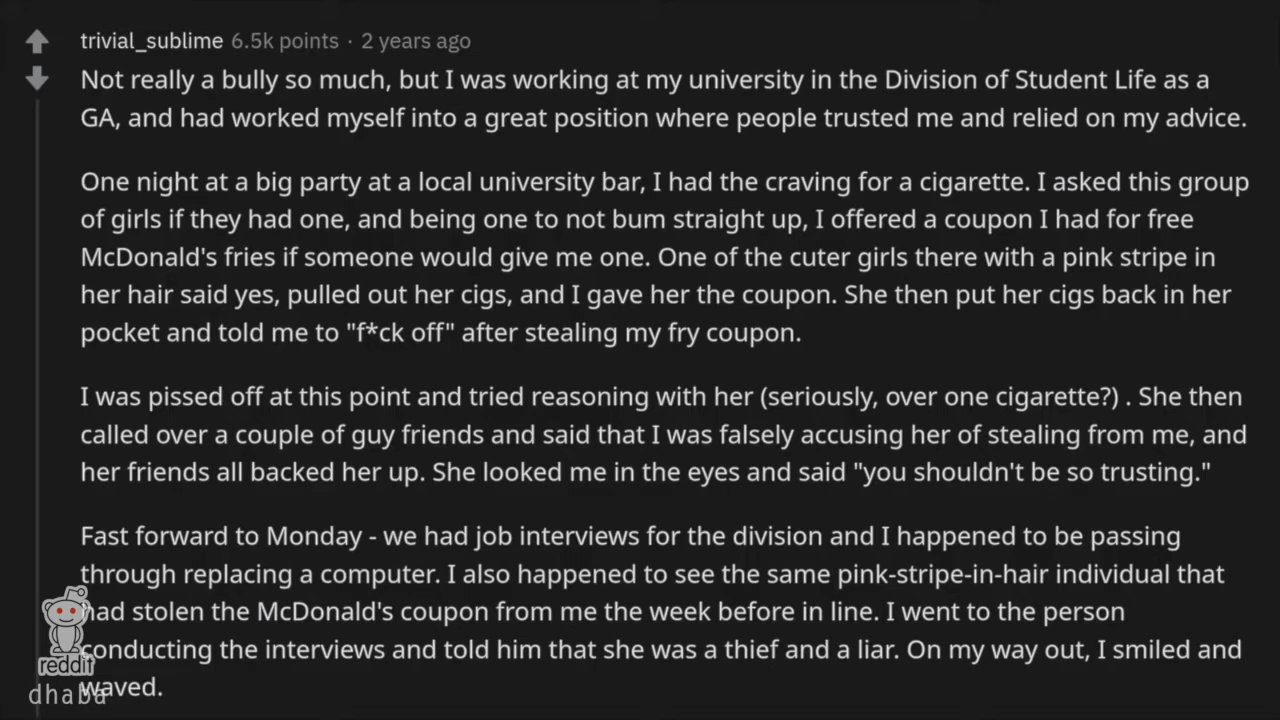 trivial_sublime 6.5k points · 2 years ago
Not really a bully so much, but I was working at my university in the Division of Student Life as a
GA, and had worked myself into a great position where people trusted me and relied on my advice.
One night at a big party at a local university bar, I had the craving for a cigarette. I asked this group
of girls if they had one, and being one to not bum straight up, I offered a coupon I had for free
McDonald's fries if someone would give me one. One of the cuter girls there with a pink stripe in
her hair said yes, pulled out her cigs, and I gave her the coupon. She then put her cigs back in her
pocket and told me to "f*ck off" after stealing my fry coupon.
I was pissed off at this point and tried reasoning with her (seriously, over one cigarette?) . She then
called over a couple of guy friends and said that I was falsely accusing her of stealing from me, and
her friends all backed her up. She looked me in the eyes and said "you shouldn't be so trusting."
Fast forward to Monday - we had job interviews for the division and I happened to be passing
through replacing a computer. I also happened to see the same pink-stripe-in-hair individual that
had stolen the McDonald's coupon from me the week before in line. I went to the person
conducting the interviews and told him that she was a thief and a liar. On my way out, I smiled and
waved.
reddit
dhaba